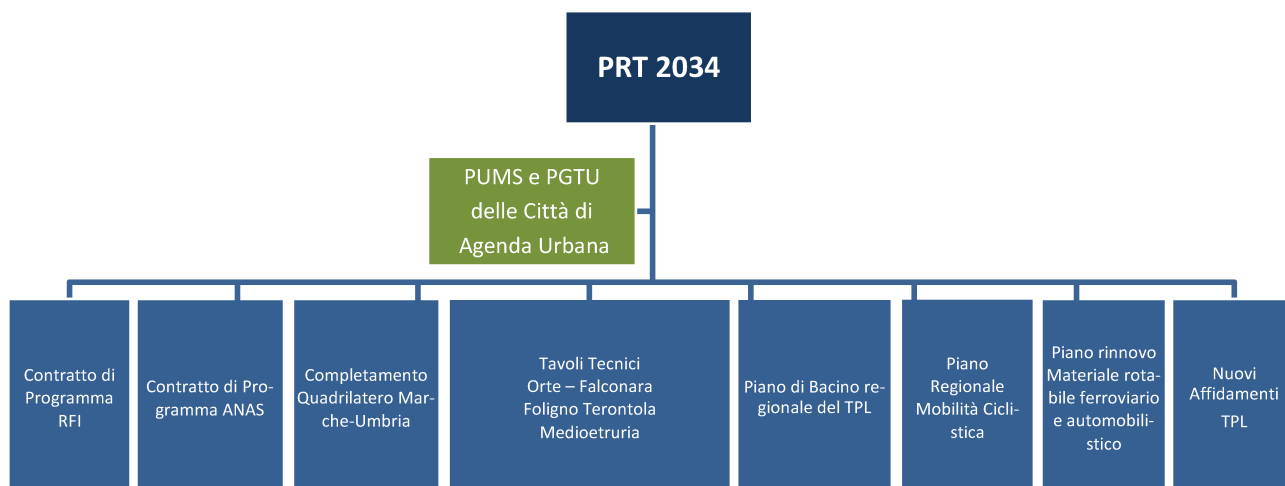 PRT 2034
PUMS e PGTU
delle Città di
Agenda Urbana
Contratto di
Programma
RFI
Contratto di Pro-
gramma ANAS
Completamento
Quadrilatero Mar-
che-Umbria
Tavoli Tecnici
Orte – Falconara
Foligno Terontola
Medioetruria
Piano di Bacino re-
gionale del TPL
Piano
Regionale
Mobilità Cicli-
stica
Piano rinnovo
Materiale rota-
bile ferroviario
e automobili-
stico
Nuovi
Affidamenti
TPL